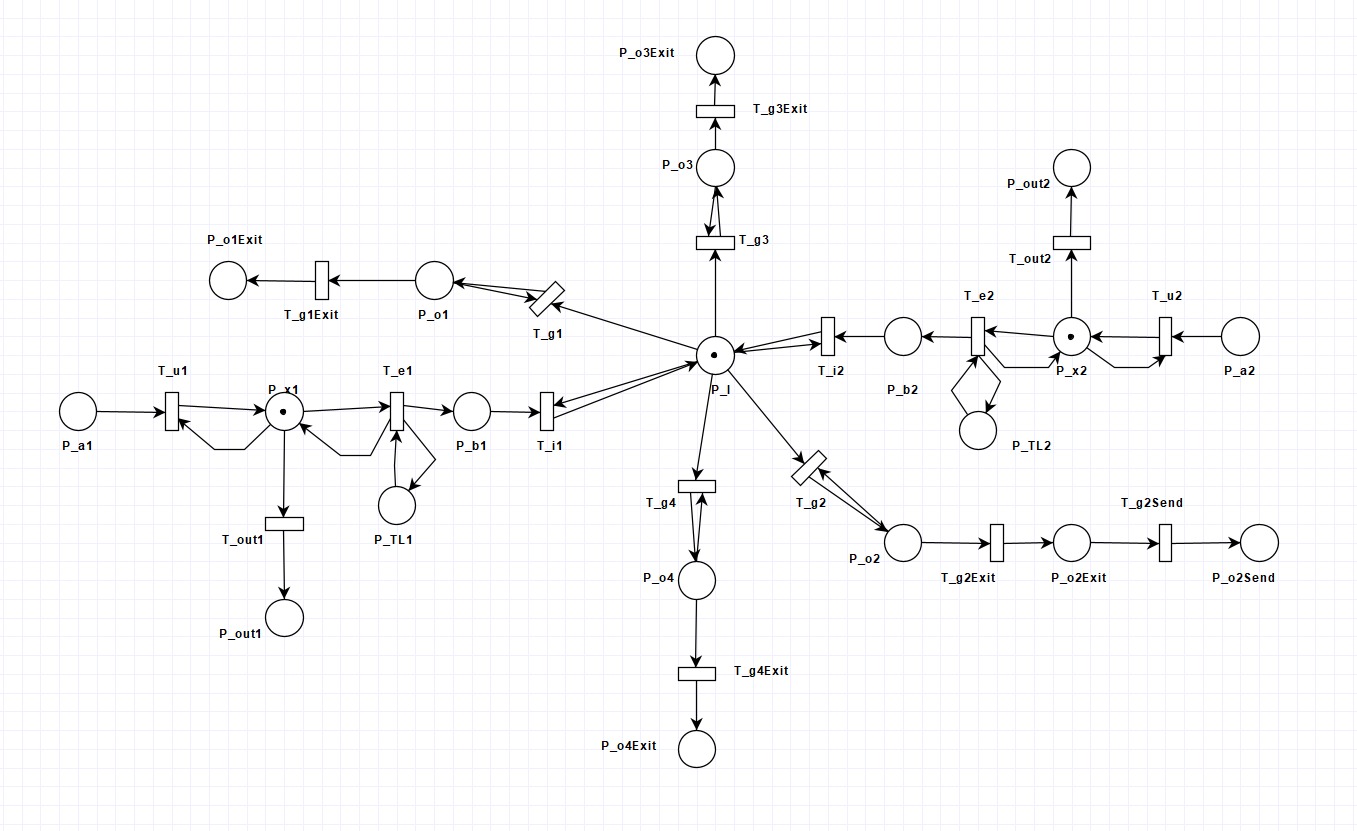 P_o3Exit
T_g3Exit
P_o3
P_out2
P_o1Exit
T_g3
T_out2
T_e2
T_u2
T_g1Exit
P_o1
T_g1
T_u1
P_x1
T_e1
P_I
T_i2
P_b2
P_x2
P_a2
P_a1
P_b1
T_i1
P_TL2
T_g4
T_g2
T_g2Send
T_out1
P_TL1
P_o2
P_o4
T_g2Exit
P_o2Exit
P_o2Send
P_out1
T_g4Exit
P_o4Exit